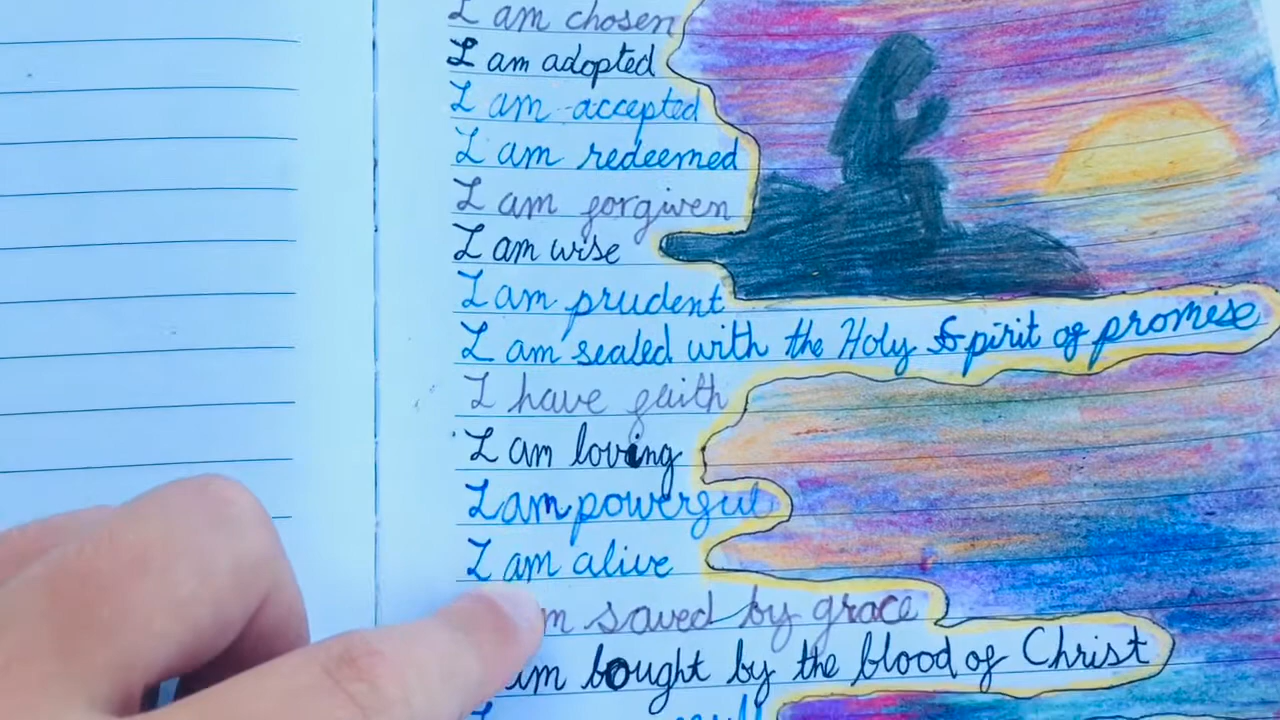 I am chosen
I am adopted
I am accepted
I am redeemed
I am forgiven
I am wise
I am prudent
I am sealed with the Holy Spirit of promise
I have faith
I am loving
I am powerful
I am alive
saved by grace
am bought by the blood of Christ
I